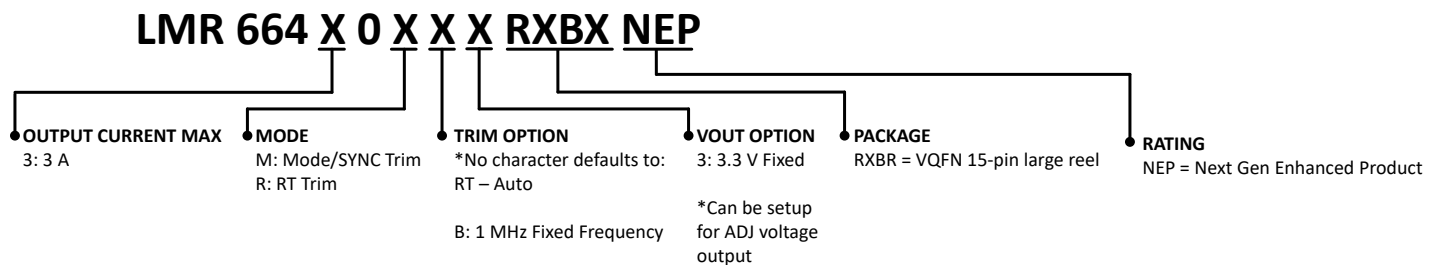 LMR 664 X 0 X X X RXBX NEP
OUTPUT CURRENT MAX
3: 3 A
MODE
M: Mode/SYNC Trim
R: RT Trim
TRIM OPTION
*No character defaults to:
RT – Auto
B: 1 MHz Fixed Frequency
VOUT OPTION
3: 3.3 V Fixed
*Can be setup
for ADJ voltage
output
PACKAGE
RXBR = VQFN 15-pin large reel
RATING
NEP = Next Gen Enhanced Product